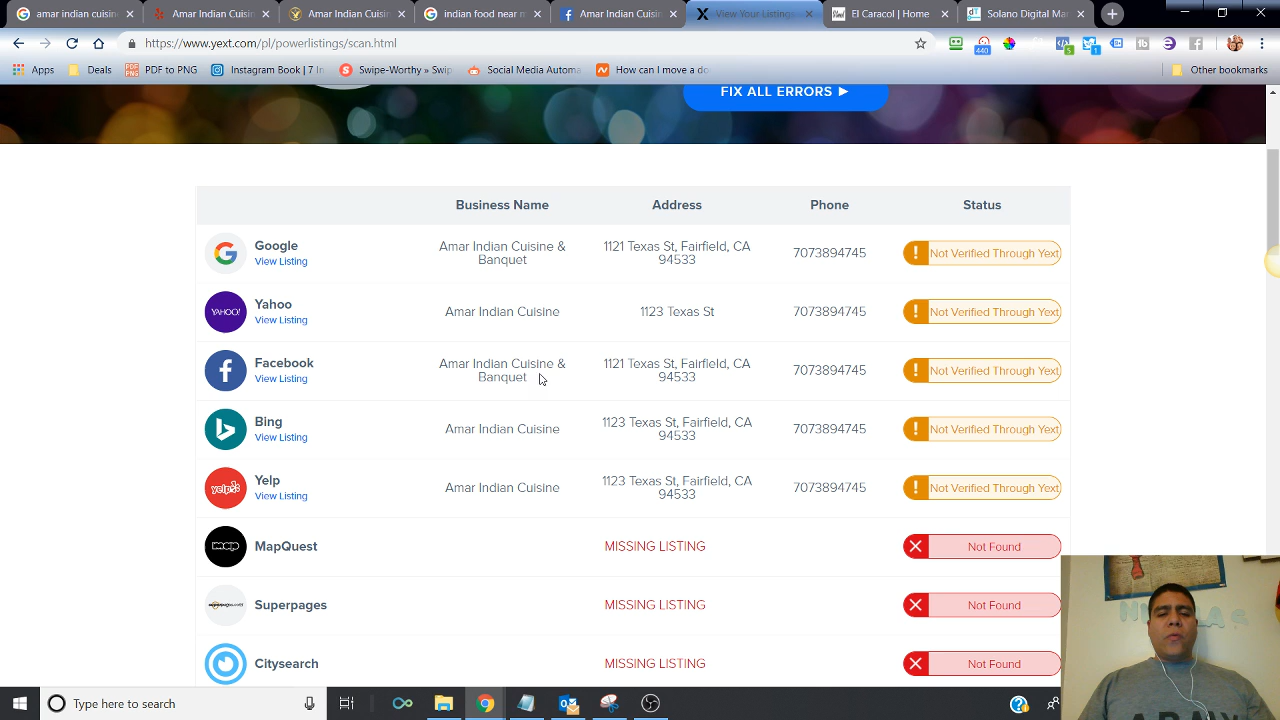 amar indian cuisin
Amar Indian Cuisin
Amar Indian cuisin
indian food near m
Amar Indian Cuisin
View Your Listings
El Caracol | Home
Solano Digital Mar
https://www.yext.com/pl/powerlistings/scan.html
440
5
1
Apps
Deals
PDF to PNG
Instagram Book | 7 In
Swipe-Worthy » Swip
Social Media Automa
How can I move a do
Other bookmarks
FIX ALL ERRORS
Business Name
Address
Phone
Status
Google
View Listing
Amar Indian Cuisine &
Banquet
1121 Texas St, Fairfield, CA
94533
7073894745
Not Verified Through Yext
YAHOO!
Yahoo
View Listing
Amar Indian Cuisine
1123 Texas St
7073894745
Not Verified Through Yext
Facebook
View Listing
Amar Indian Cuisine &
Banquet
1121 Texas St, Fairfield, CA
94533
7073894745
Not Verified Through Yext
Bing
View Listing
Amar Indian Cuisine
1123 Texas St, Fairfield, CA
94533
7073894745
Not Verified Through Yext
yelp
Yelp
View Listing
Amar Indian Cuisine
1123 Texas St, Fairfield, CA
94533
7073894745
Not Verified Through Yext
MapQuest
MISSING LISTING
Not Found
Superpages
MISSING LISTING
Not Found
Citysearch
MISSING LISTING
Not Found
Type here to search